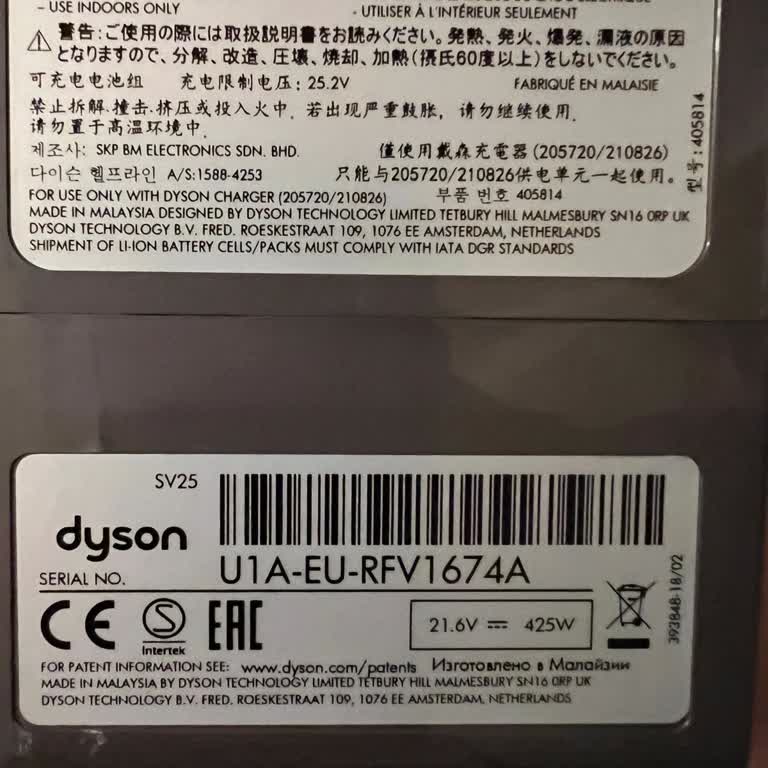 - USE INDOORS ONLY
- UTILISER À L'INTÉRIEUR SEULEMENT
警告:ご使用の際には取扱説明書をお読みください。発熱、発火、爆発、漏液の原因
となりますので、分解、改造、圧壊、焼却、加熱(摂氏60度以上)をしないでください。
可充电电池组 充电限制电压: 25.2V FABRIQUÉ EN MALAISIE
禁止拆解,撞击,挤压或投入火中. 若出现严重鼓胀, 请勿继续使用.
请勿置于高温环境中.
제조사: SKP BM ELECTRONICS SDN. BHD. 僅使用戴森充電器 (205720/210826)
다이슨 헬프라인 A/S:1588-4253 只能与205720/210826供电单元一起使用。
FOR USE ONLY WITH DYSON CHARGER (205720/210826) 부품 번호 405814
MADE IN MALAYSIA DESIGNED BY DYSON TECHNOLOGY LIMITED TETBURY HILL MALMESBURY SN16 0RP UK
DYSON TECHNOLOGY B.V. FRED. ROESKESTRAAT 109, 1076 EE AMSTERDAM, NETHERLANDS
SHIPMENT OF LI-ION BATTERY CELLS/PACKS MUST COMPLY WITH IATA DGR STANDARDS
型号:405814
SV25
dyson
SERIAL NO. U1A-EU-RFV1674A
CE S Intertek EAC
21.6V 425W
393848-18/02
FOR PATENT INFORMATION SEE: www.dyson.com/patents Изготовлено в Малайзии
MADE IN MALAYSIA BY DYSON TECHNOLOGY LIMITED TETBURY HILL MALMESBURY SN16 0RP UK
DYSON TECHNOLOGY B.V. FRED. ROESKESTRAAT 109, 1076 EE AMSTERDAM, NETHERLANDS